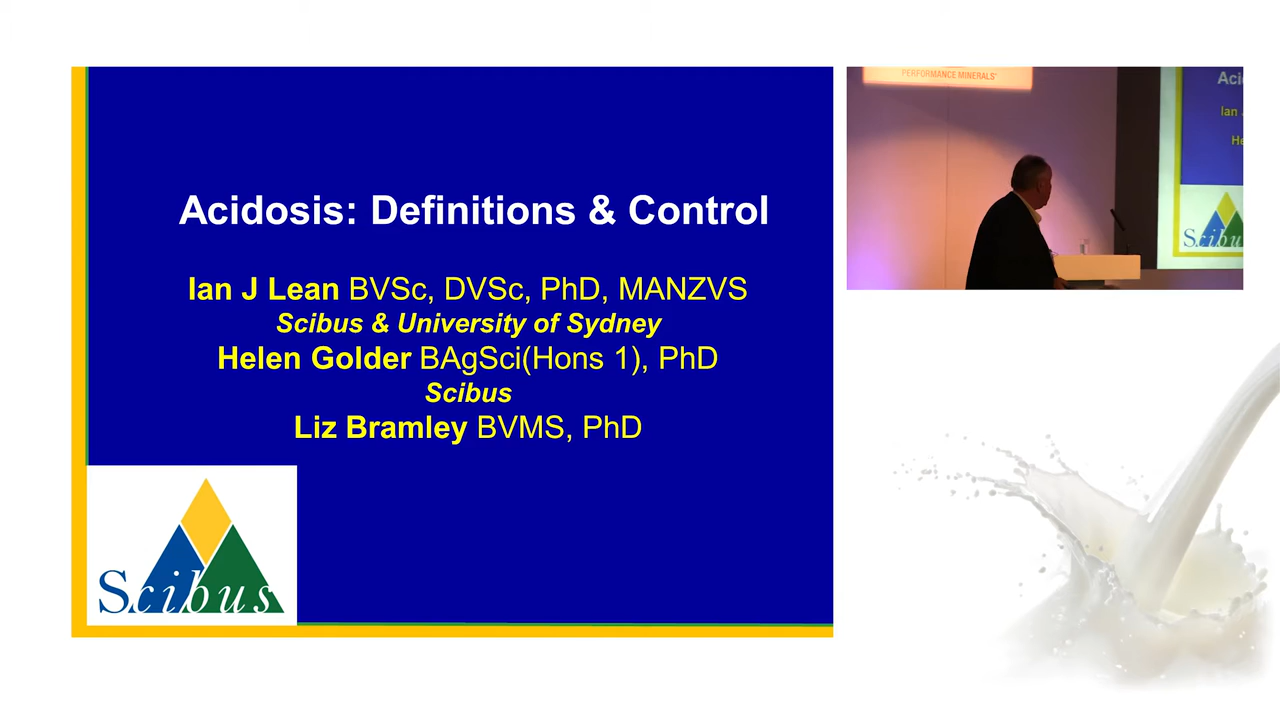 Acidosis: Definitions & Control
Ian J Lean BVSc, DVSc, PhD, MANZVS
Scibus & University of Sydney
Helen Golder BAgSci(Hons 1), PhD
Scibus
Liz Bramley BVMS, PhD
Scibus
PERFORMANCE MINERALS®
Aci
Ian
He
Scibu